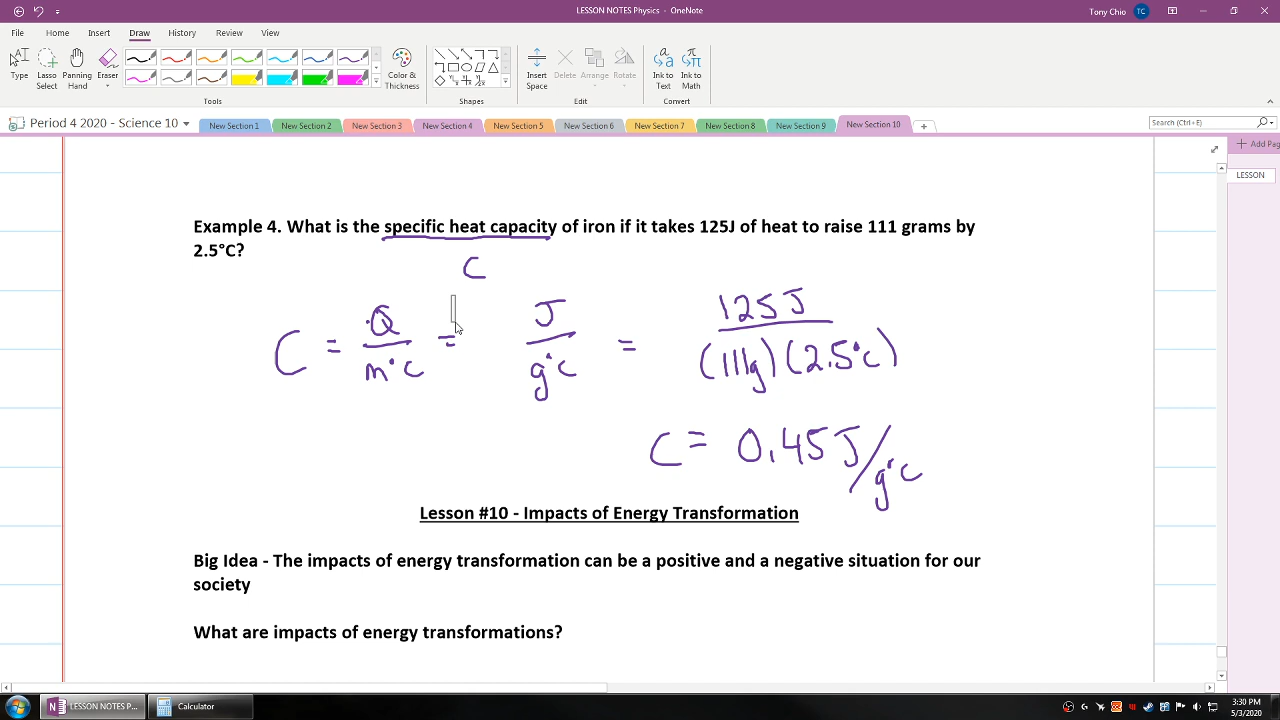 LESSON NOTES Physics - OneNote
Tony Chio TC
File Home Insert Draw History Review View
Type Lasso Select Panning Hand Eraser Color & Thickness Insert Space Delete Arrange Rotate Ink to Text Ink to Math
Tools Shapes Edit Convert
Period 4 2020 - Science 10 New Section 1 New Section 2 New Section 3 New Section 4 New Section 5 New Section 6 New Section 7 New Section 8 New Section 9 New Section 10 Search (Ctrl+E)
Add Pag
LESSON
Example 4. What is the specific heat capacity of iron if it takes 125J of heat to raise 111 grams by
2.5°C?
C
C = Q / m°C = J / g°C = 125J / (111g)(2.5°C)
C = 0.45 J/g°C
Lesson #10 - Impacts of Energy Transformation
Big Idea - The impacts of energy transformation can be a positive and a negative situation for our
society
What are impacts of energy transformations?
LESSON NOTES P... Calculator
3:30 PM
5/3/2020